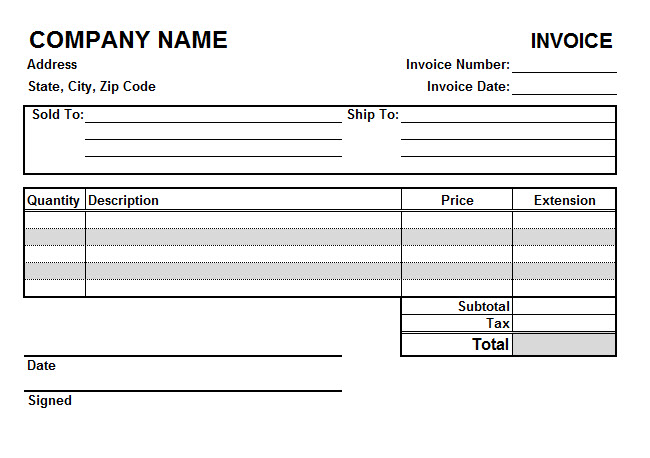 COMPANY NAME INVOICE
Address Invoice Number:
State, City, Zip Code Invoice Date:
Sold To: Ship To:
Quantity Description Price Extension
Subtotal
Tax
Total
Date
Signed